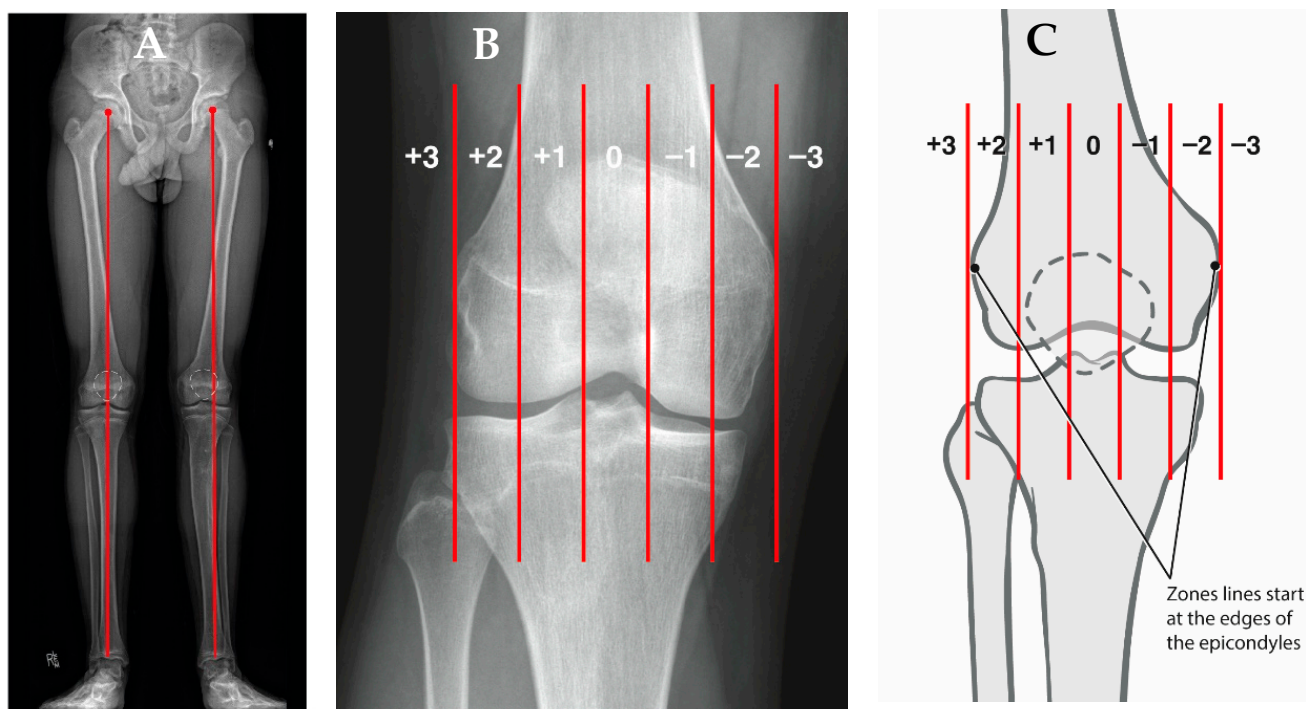 A
B
C
+3 +2 +1 0 −1 −2 −3
+3 +2 +1 0 −1 −2 −3
Zones lines start
at the edges of
the epicondyles